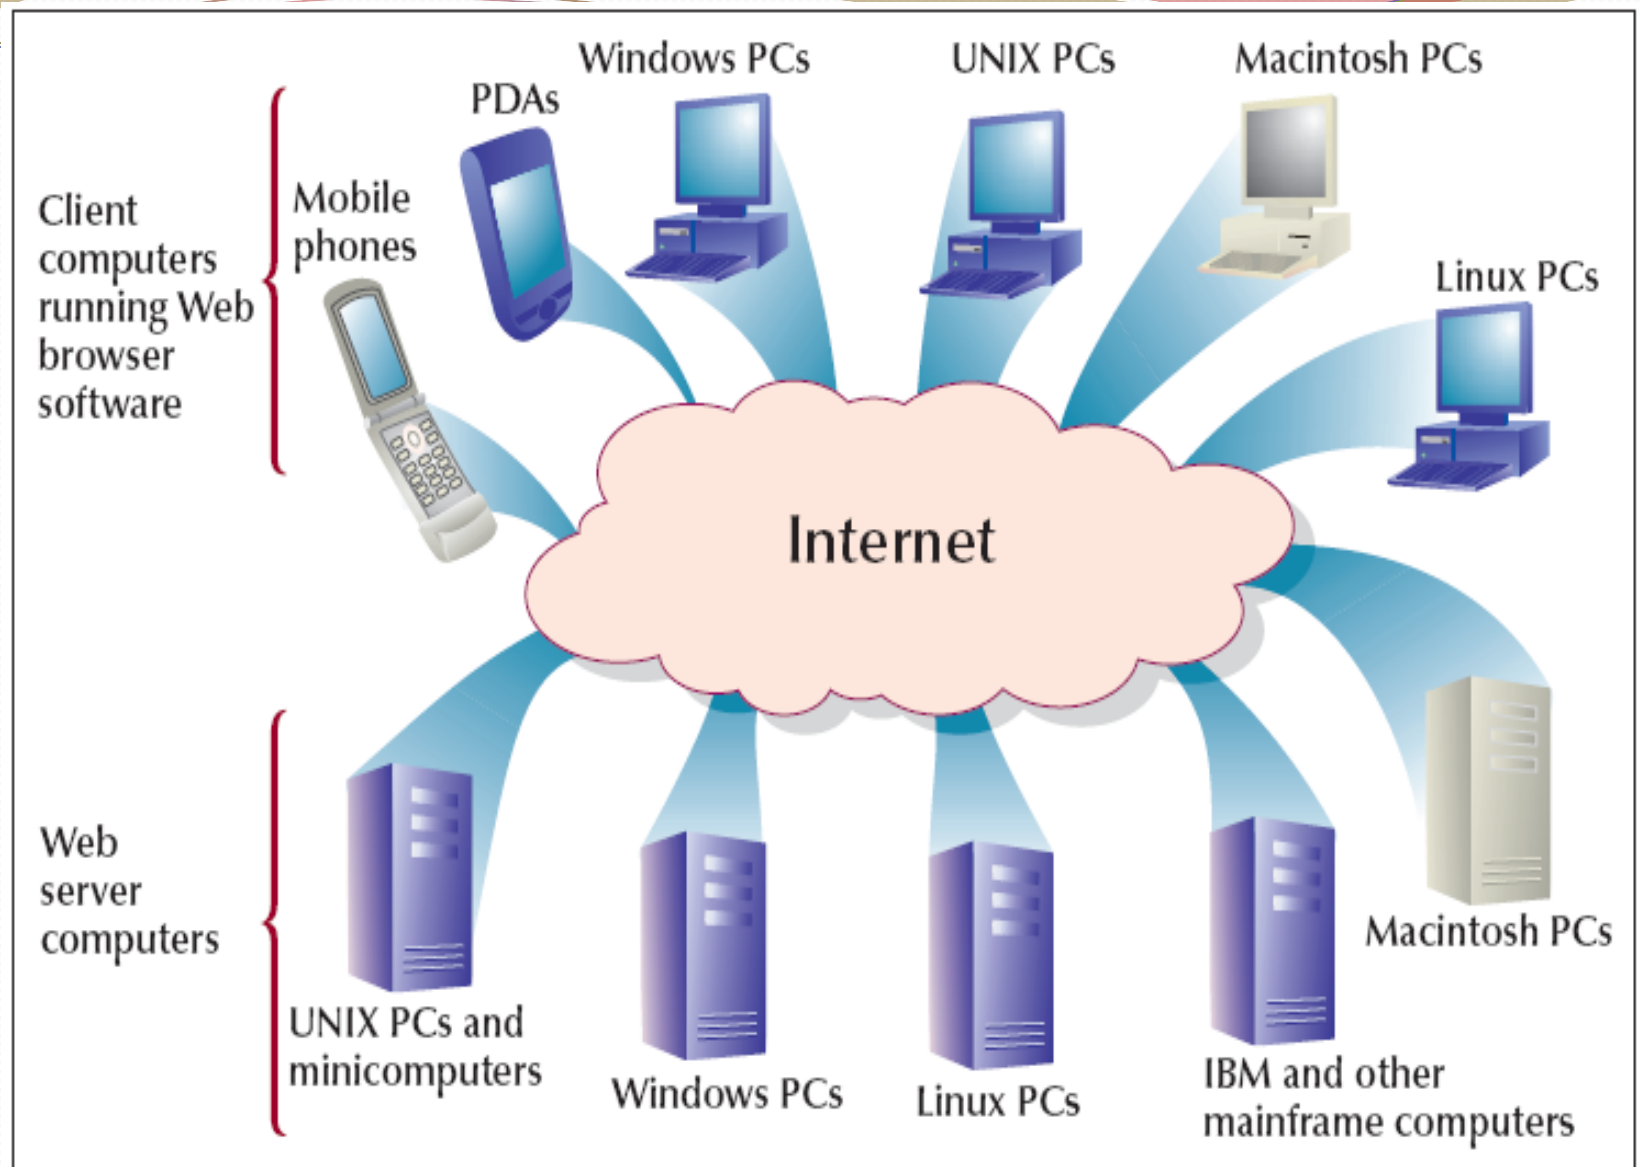 Windows PCs
UNIX PCs
Macintosh PCs
PDAs
Client
computers
running Web
browser
software
Mobile
phones
Linux PCs
Internet
Web
server
computers
UNIX PCs and
minicomputers
Windows PCs
Linux PCs
IBM and other
mainframe computers
Macintosh PCs